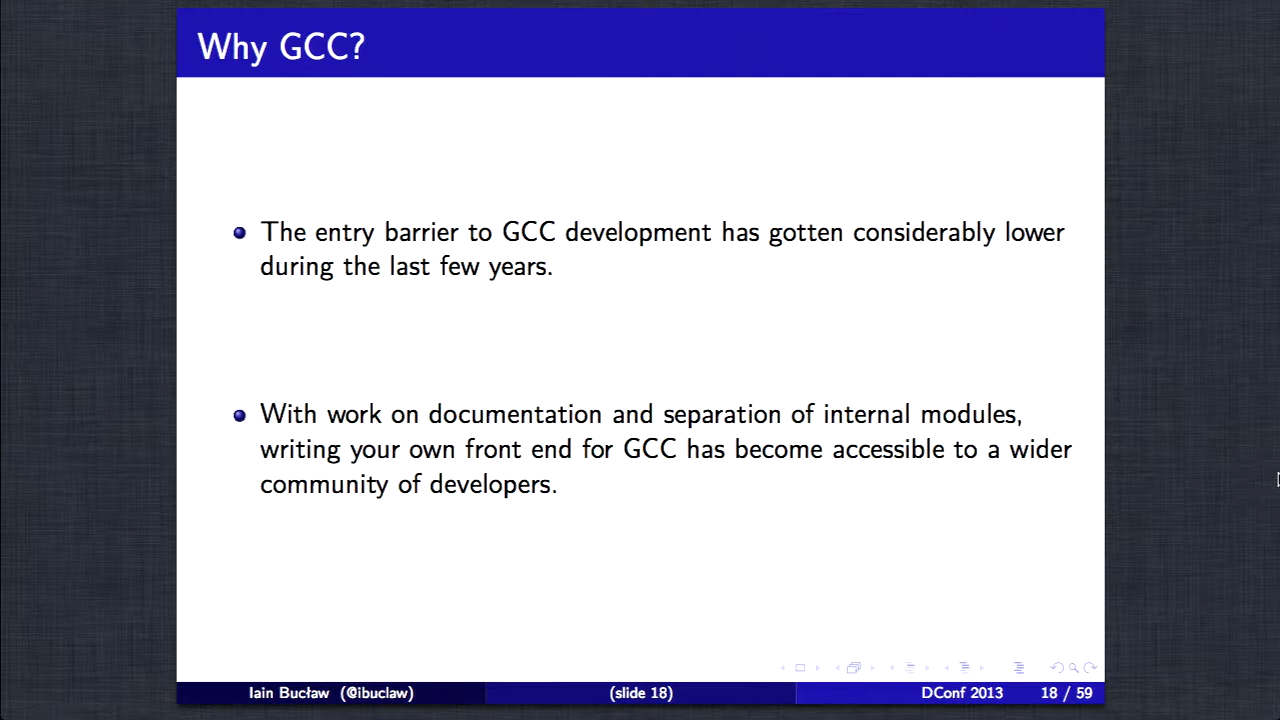 Why GCC?
The entry barrier to GCC development has gotten considerably lower
during the last few years.
With work on documentation and separation of internal modules,
writing your own front end for GCC has become accessible to a wider
community of developers.
Iain Bucław (@ibuclaw) (slide 18) DConf 2013 18 / 59